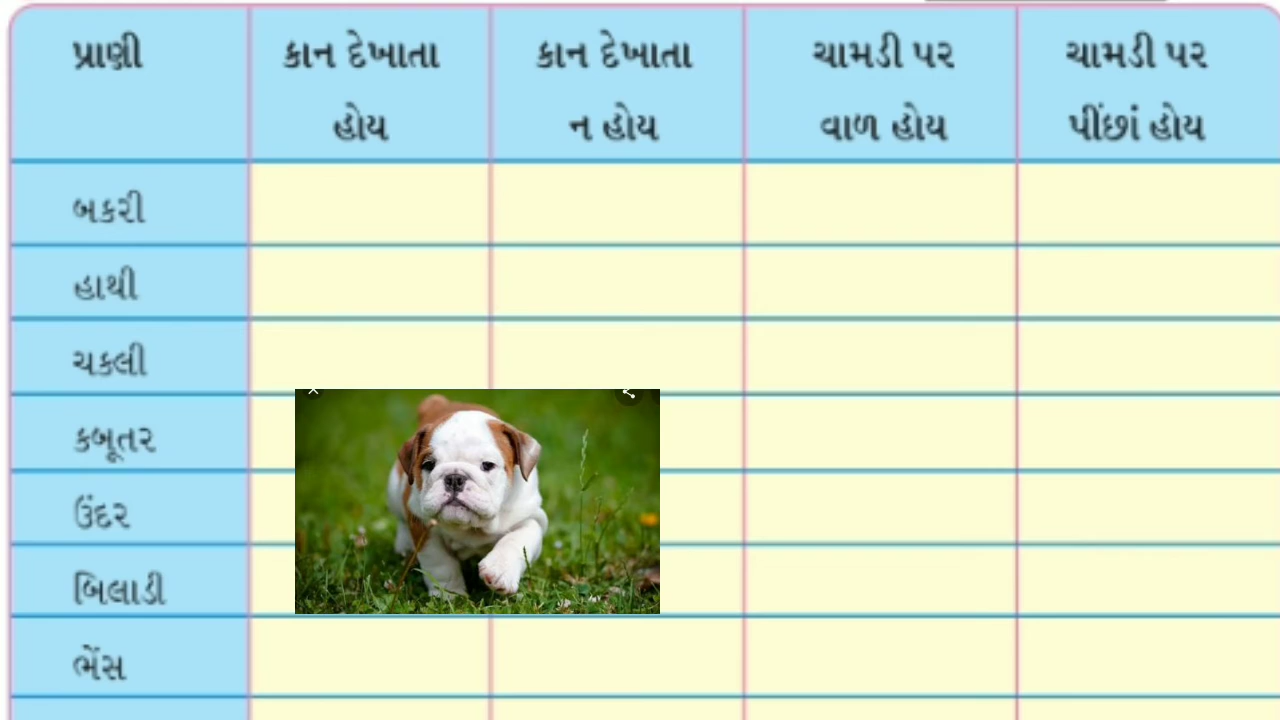 પ્રાણી કાન દેખાતા હોય કાન દેખાતા ન હોય ચામડી પર વાળ હોય ચામડી પર પીંછાં હોય
બકરી
હાથી
ચકલી
કબૂતર
ઉંદર
બિલાડી
ભેંસ